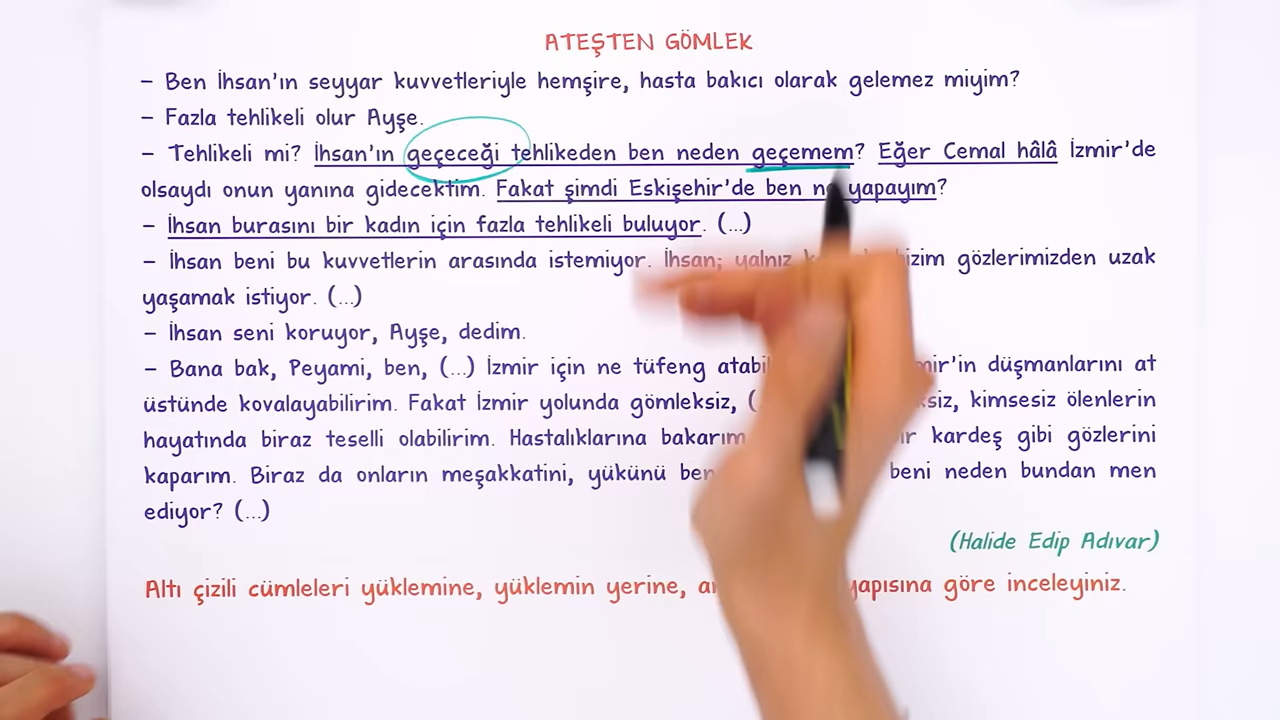 ATEŞTEN GÖMLEK
– Ben İhsan'ın seyyar kuvvetleriyle hemşire, hasta bakıcı olarak gelemez miyim?
– Fazla tehlikeli olur Ayşe.
– Tehlikeli mi? İhsan'ın geçeceği tehlikeden ben neden geçemem? Eğer Cemal hâlâ İzmir'de
olsaydı onun yanına gidecektim. Fakat şimdi Eskişehir'de ben ne yapayım?
– İhsan burasını bir kadın için fazla tehlikeli buluyor. (...)
– İhsan beni bu kuvvetlerin arasında istemiyor. İhsan; yalnız bizim gözlerimizden uzak
yaşamak istiyor. (...)
– İhsan seni koruyor, Ayşe, dedim.
– Bana bak, Peyami, ben, (...) İzmir için ne tüfeng düşmanlarını at
üstünde kovalayabilirim. Fakat İzmir yolunda gömleksiz, kimsesiz ölenlerin
hayatında biraz teselli olabilirim. Hastalıklarına bakarım kardeş gibi gözlerini
kaparım. Biraz da onların meşakkatini, yükünü beni neden bundan men
ediyor? (...)
(Halide Edip Adıvar)
Altı çizili cümleleri yüklemine, yüklemin yerine, yapısına göre inceleyiniz.